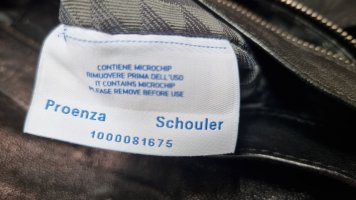 CONTIENE MICROCHIP
RIMUOVERE PRIMA DELL'USO
IT CONTAINS MICROCHIP
PLEASE REMOVE BEFORE USE
Proenza Schouler
1000081675